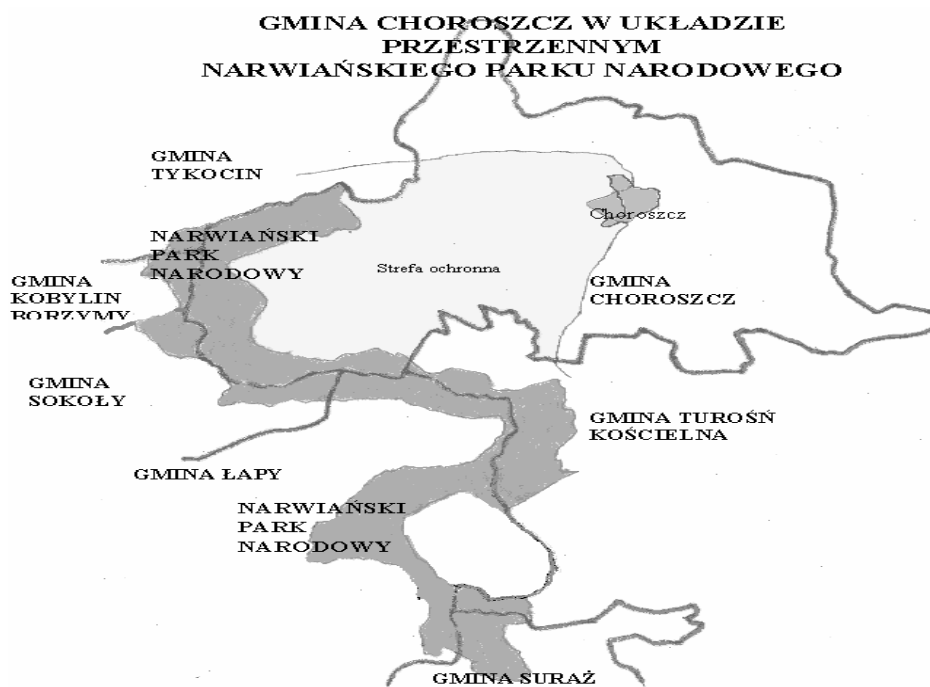 GMINA CHOROSZCZ W UKŁADZIE
PRZESTRZENNYM
NARWIAŃSKIEGO PARKU NARODOWEGO
GMINA
TYKOCIN
Choroszcz
NARWIAŃSKI
PARK
NARODOWY
Strefa ochronna
GMINA
KOBYLIN
BORZYMY
GMINA
CHOROSZCZ
GMINA
SOKOŁY
GMINA TUROŚŃ
KOŚCIELNA
GMINA ŁAPY
NARWIAŃSKI
PARK
NARODOWY
GMINA SURAŻ